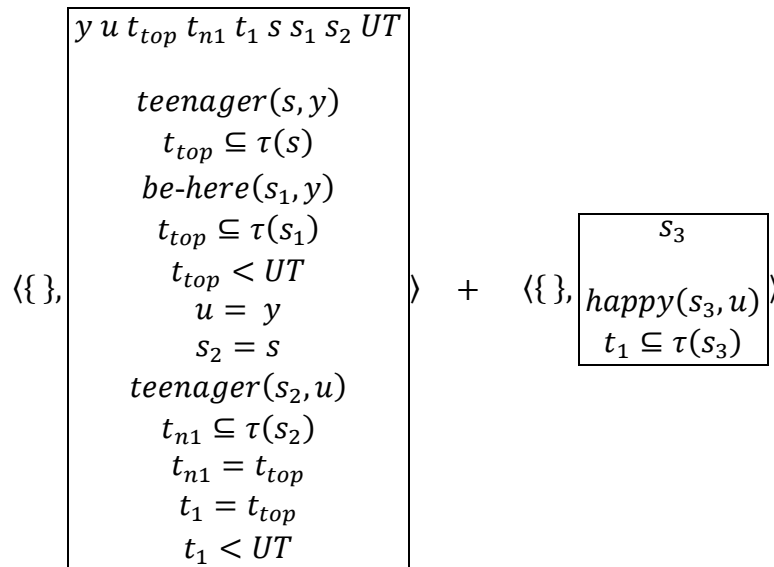 y u t_top t_n1 t_1 s s_1 s_2 UT
teenager(s, y)
t_top ⊆ τ(s)
be-here(s_1, y)
t_top ⊆ τ(s_1)
t_top < UT
⟨{ }, u = y ⟩ + ⟨{ }, s_3 happy(s_3, u) t_1 ⊆ τ(s_3) ⟩
s_2 = s
teenager(s_2, u)
t_n1 ⊆ τ(s_2)
t_n1 = t_top
t_1 = t_top
t_1 < UT